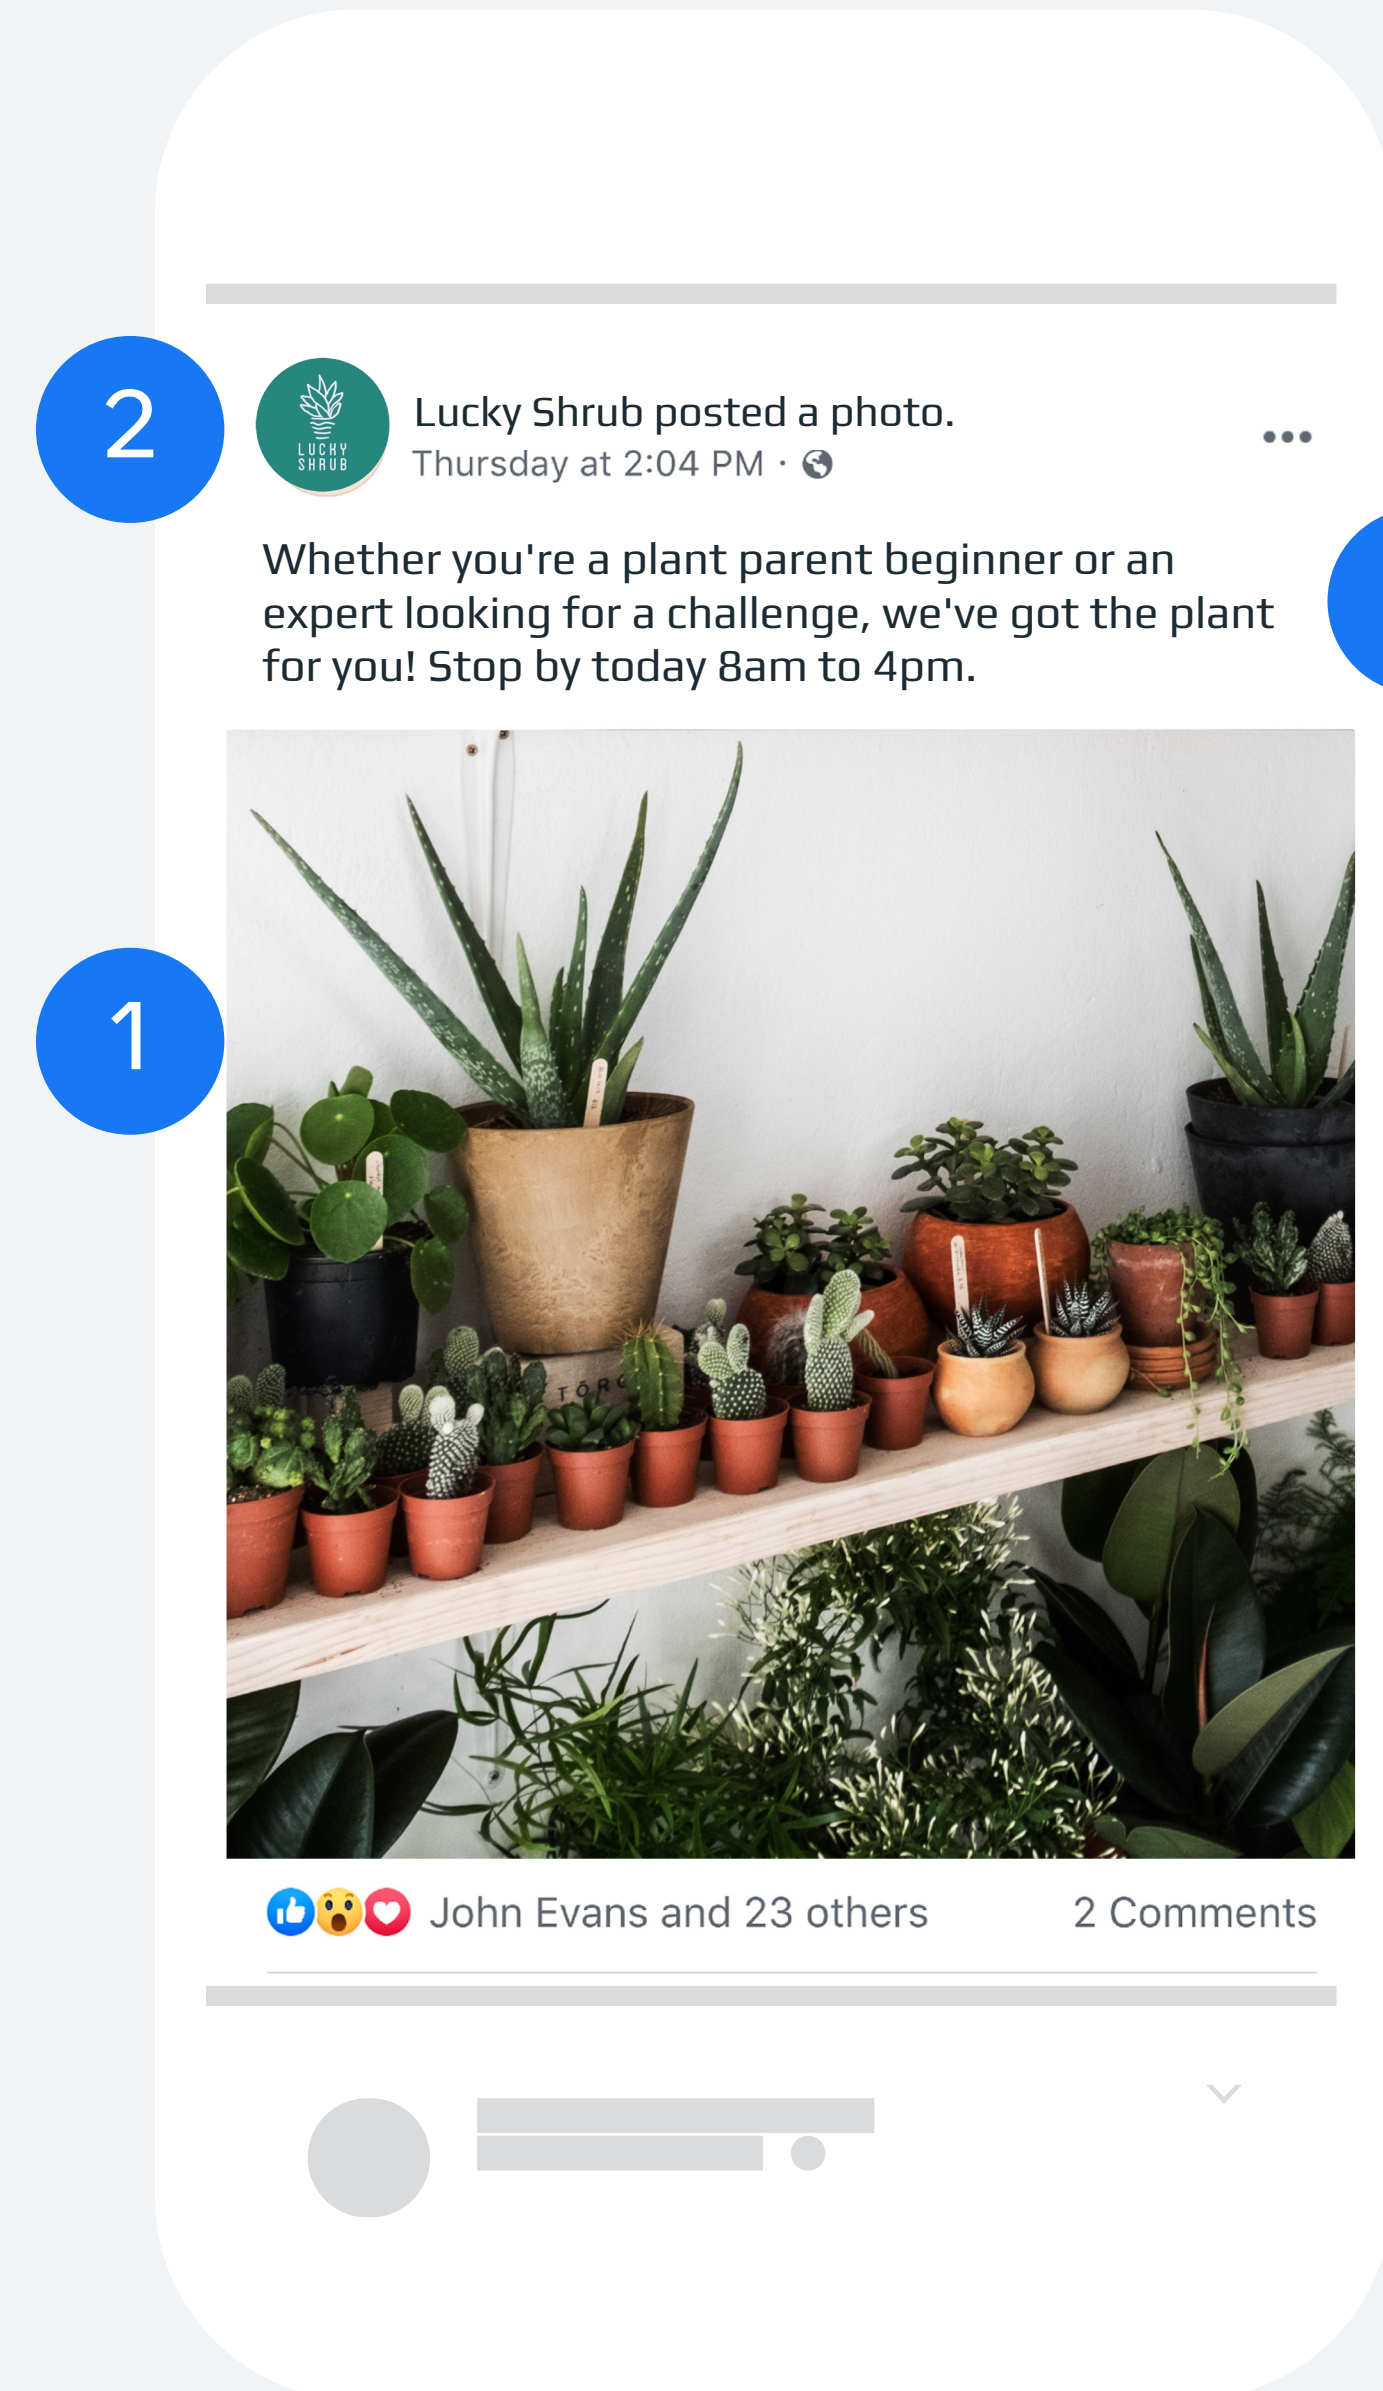 2
LUCKY
SHRUB
Lucky Shrub posted a photo.
Thursday at 2:04 PM ·
Whether you're a plant parent beginner or an
expert looking for a challenge, we've got the plant
for you! Stop by today 8am to 4pm.
1
John Evans and 23 others
2 Comments